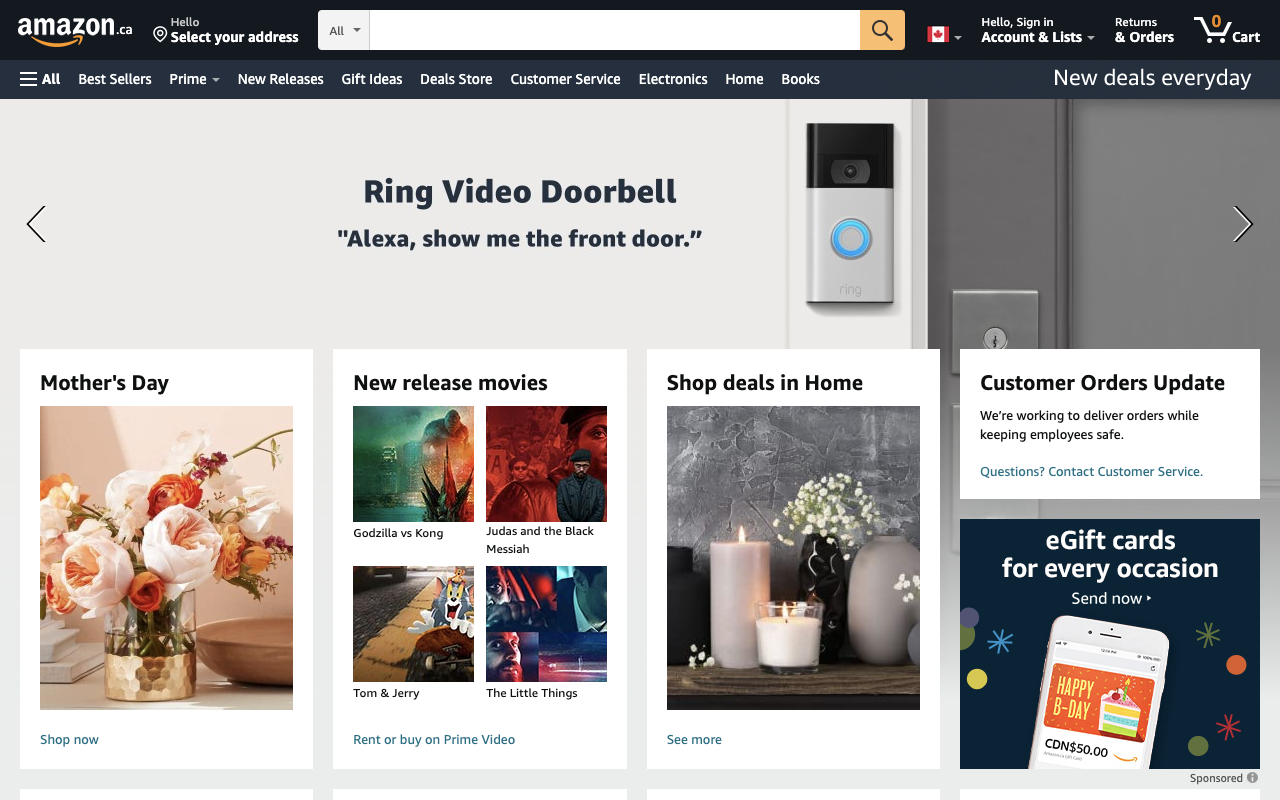 amazon.ca
Hello
Select your address
All
Hello, Sign in
Account & Lists
Returns
& Orders
0
Cart
All
Best Sellers
Prime
New Releases
Gift Ideas
Deals Store
Customer Service
Electronics
Home
Books
New deals everyday
Ring Video Doorbell
"Alexa, show me the front door.”
ring
Mother's Day
Shop now
New release movies
Godzilla vs Kong
Judas and the Black
Messiah
Tom & Jerry
The Little Things
Rent or buy on Prime Video
Shop deals in Home
See more
Customer Orders Update
We’re working to deliver orders while
keeping employees safe.
Questions? Contact Customer Service.
eGift cards
for every occasion
Send now
HAPPY
B-DAY
CDN$50.00
Sponsored